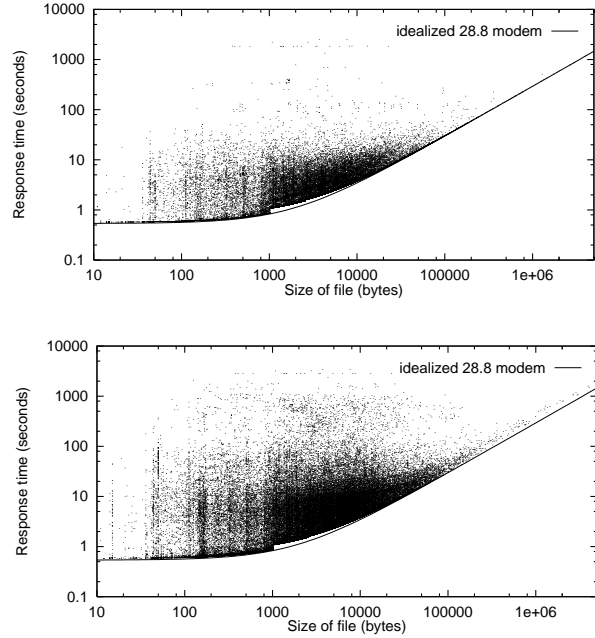 10000
idealized 28.8 modem
1000
100
10
1
0.1
Response time (seconds)
10 100 1000 10000 100000 1e+06
Size of file (bytes)
10000
idealized 28.8 modem
1000
100
10
1
0.1
Response time (seconds)
10 100 1000 10000 100000 1e+06
Size of file (bytes)